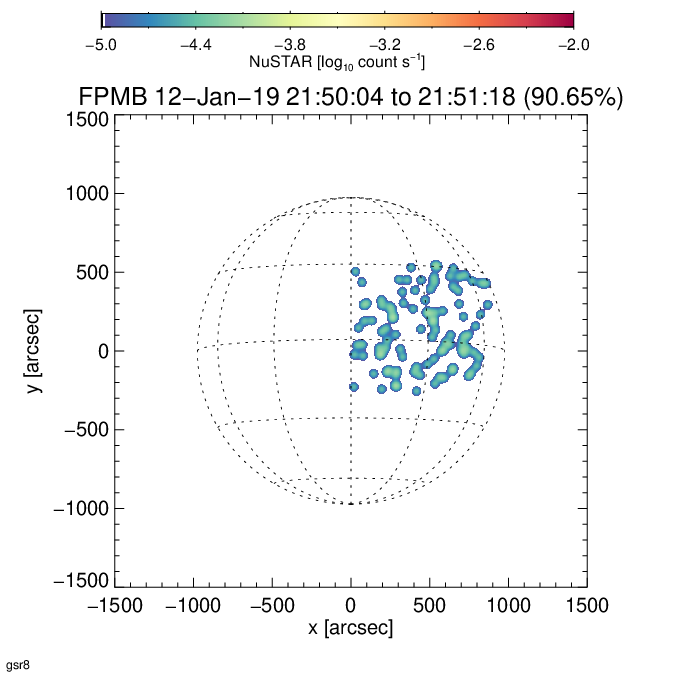 −5.0 −4.4 −3.8 −3.2 −2.6 −2.0
NuSTAR [log10 count s−1]
FPMB 12−Jan−19 21:50:04 to 21:51:18 (90.65%)
1500
1000
500
0
−500
−1000
−1500
y [arcsec]
−1500 −1000 −500 0 500 1000 1500
x [arcsec]
gsr8